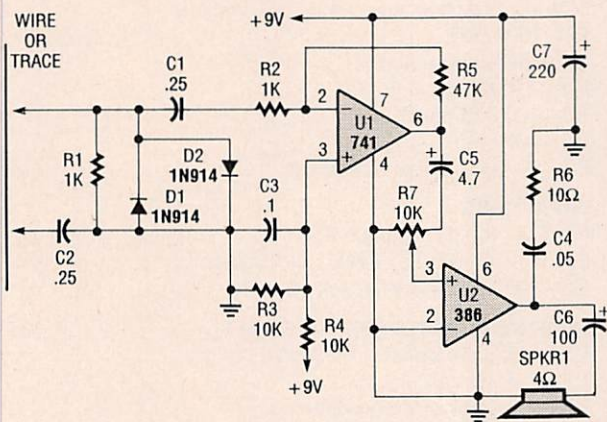 WIRE
OR
TRACE
+9V
C1
.25
R2
1K
R5
47K
C7
220
+
2
−
7
U1
741
6
3
+
4
R1
1K
D2
1N914
D1
1N914
C3
.1
+
C5
4.7
R6
10Ω
R7
10K
C2
.25
C4
.05
3
+
6
U2
386
2
−
4
R3
10K
R4
10K
+9V
C6
100
+
SPKR1
4Ω